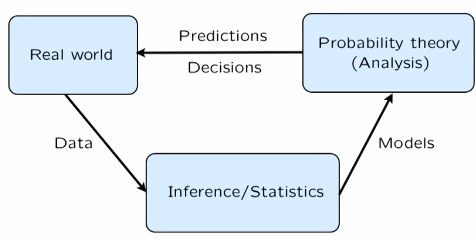 Predictions
Real world
Probability theory
(Analysis)
Decisions
Data
Models
Inference/Statistics